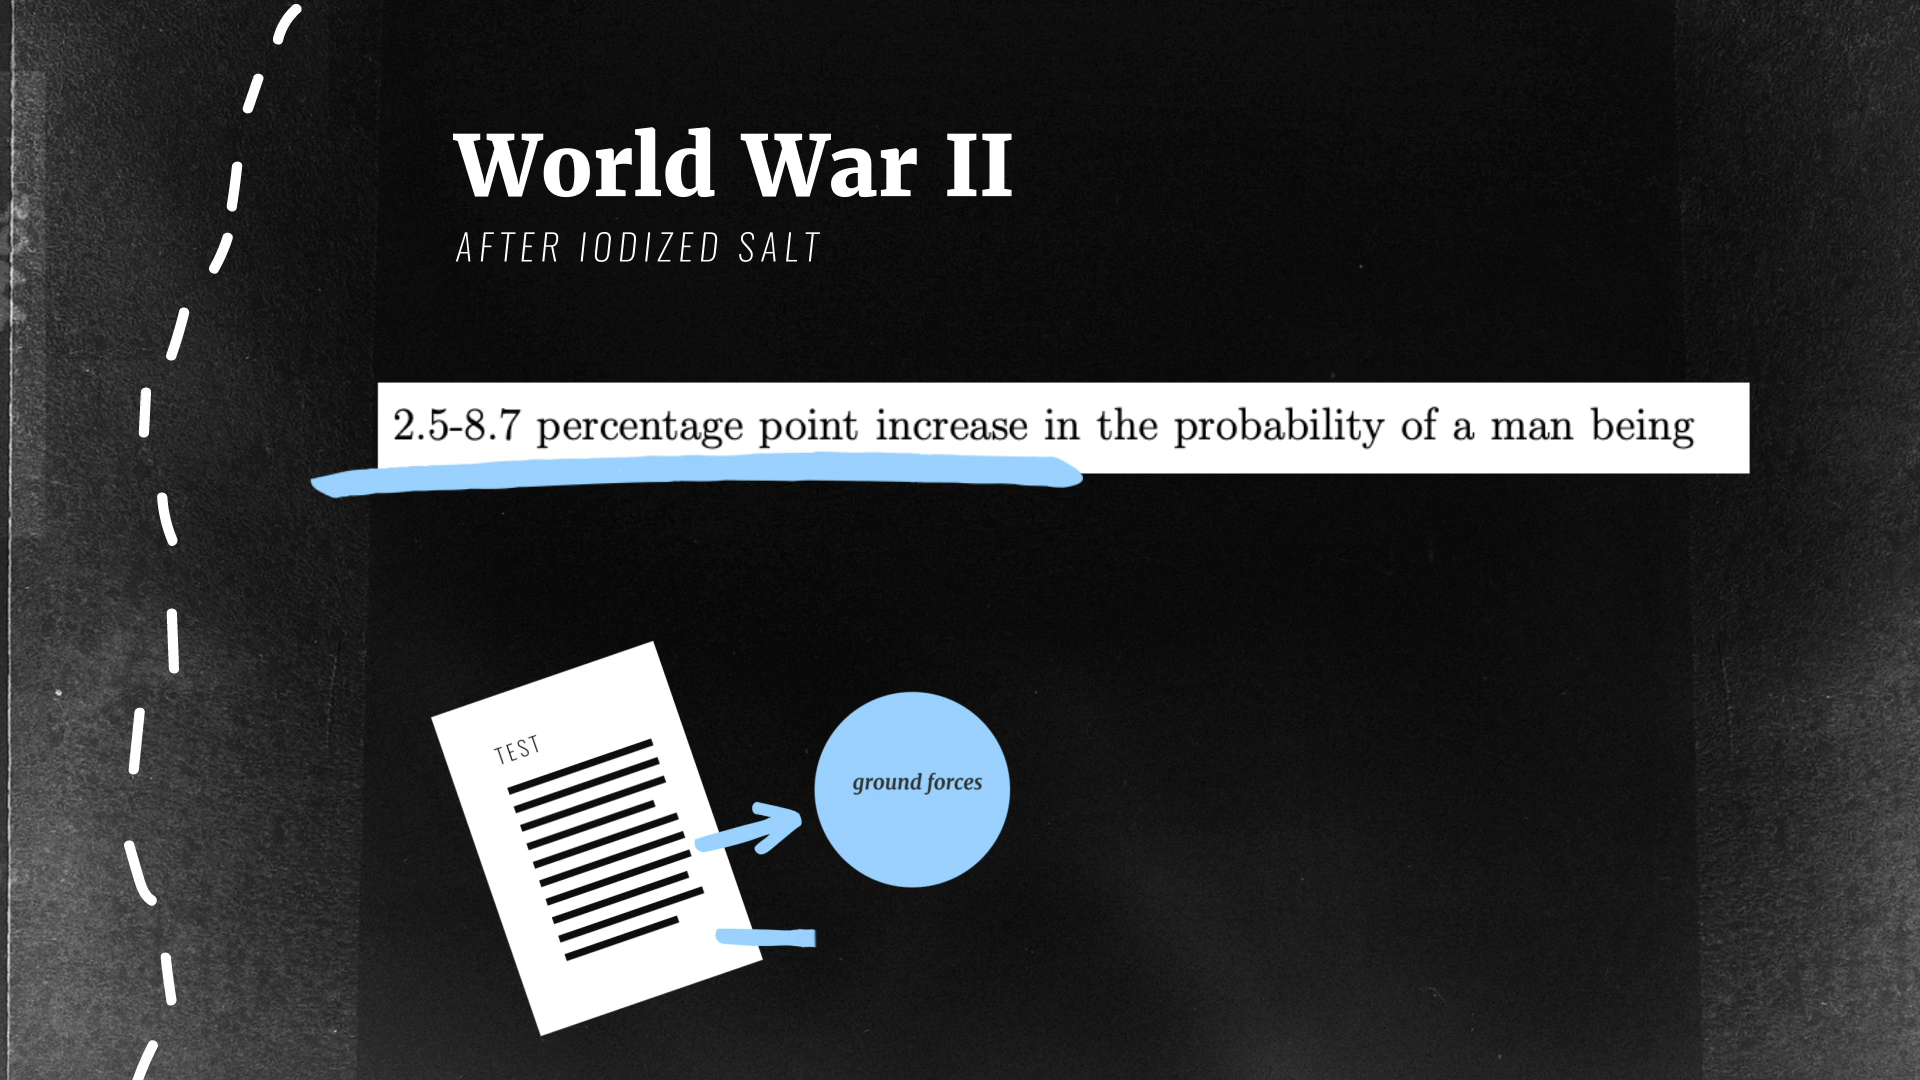 World War II
AFTER IODIZED SALT
2.5-8.7 percentage point increase in the probability of a man being
TEST
ground forces